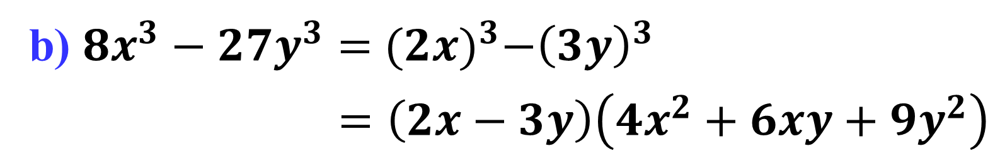 b) 8x³ − 27y³ = (2x)³−(3y)³
= (2x − 3y)(4x² + 6xy + 9y²)